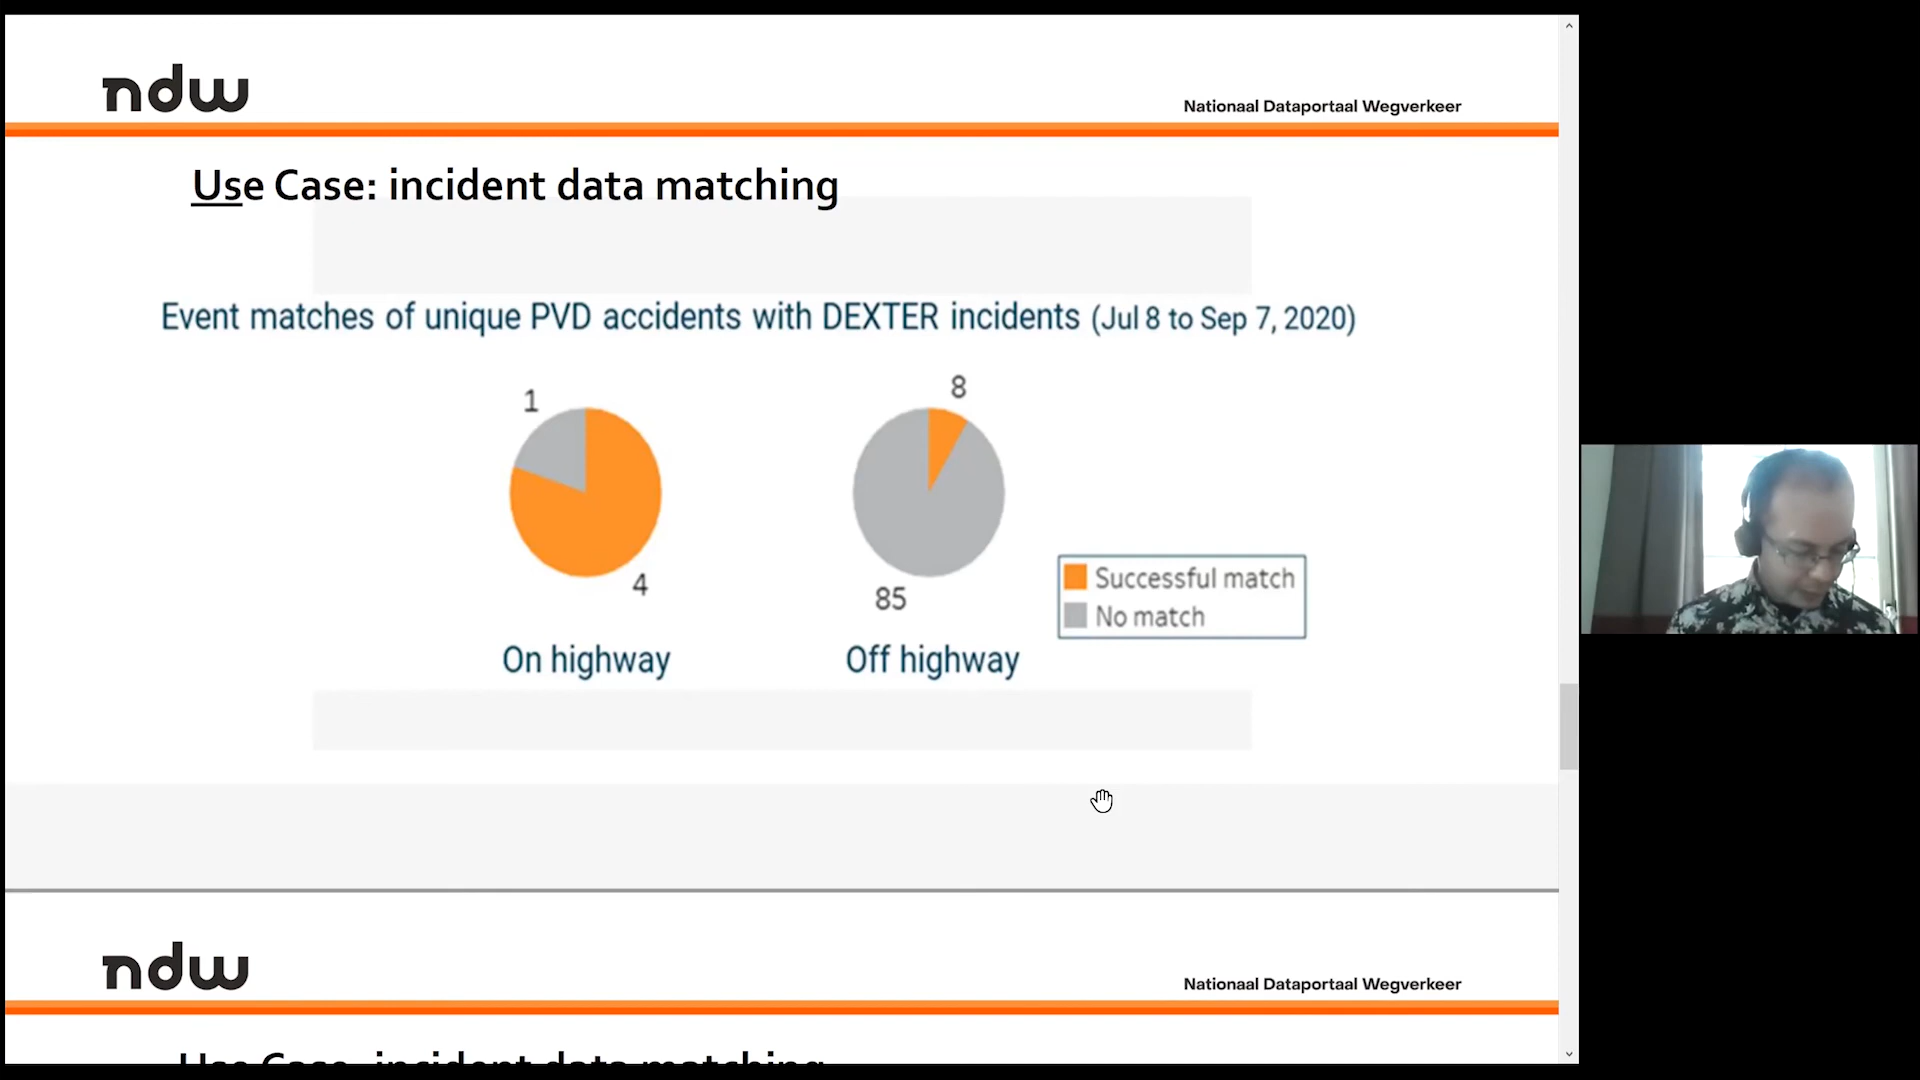 ndw
Nationaal Dataportaal Wegverkeer
Use Case: incident data matching
Event matches of unique PVD accidents with DEXTER incidents (Jul 8 to Sep 7, 2020)
1
8
4
85
Successful match
No match
On highway
Off highway
ndw
Nationaal Dataportaal Wegverkeer
Use Case: incident data matching